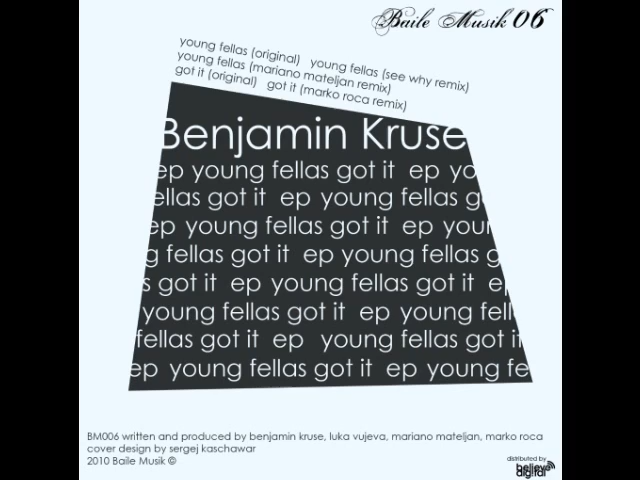 Baile Musik 06
young fellas (original) young fellas (see why remix)
young fellas (mariano mateljan remix)
got it (original) got it (marko roca remix)
Benjamin Kruse
ep young fellas got it ep yo
ellas got it ep young fellas g
ep young fellas got it ep your
g fellas got it ep young fellas g
s got it ep young fellas got it e
young fellas got it ep young fell
fellas got it ep young fellas got it
ep young fellas got it ep young fe
BM006 written and produced by benjamin kruse, luka vujeva, mariano mateljan, marko roca
cover design by sergej kaschawar
2010 Baile Musik ©
distributed by
believe
digital